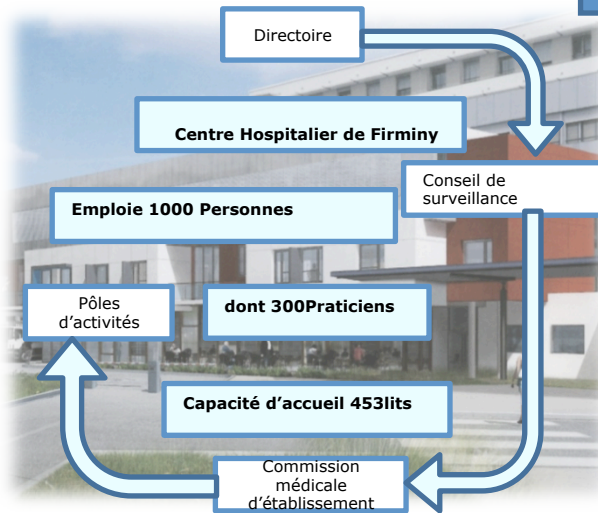 Directoire
Centre Hospitalier de Firminy
Conseil de
surveillance
Emploie 1000 Personnes
Pôles
d’activités
dont 300Praticiens
Capacité d’accueil 453lits
Commission
médicale
d’établissement